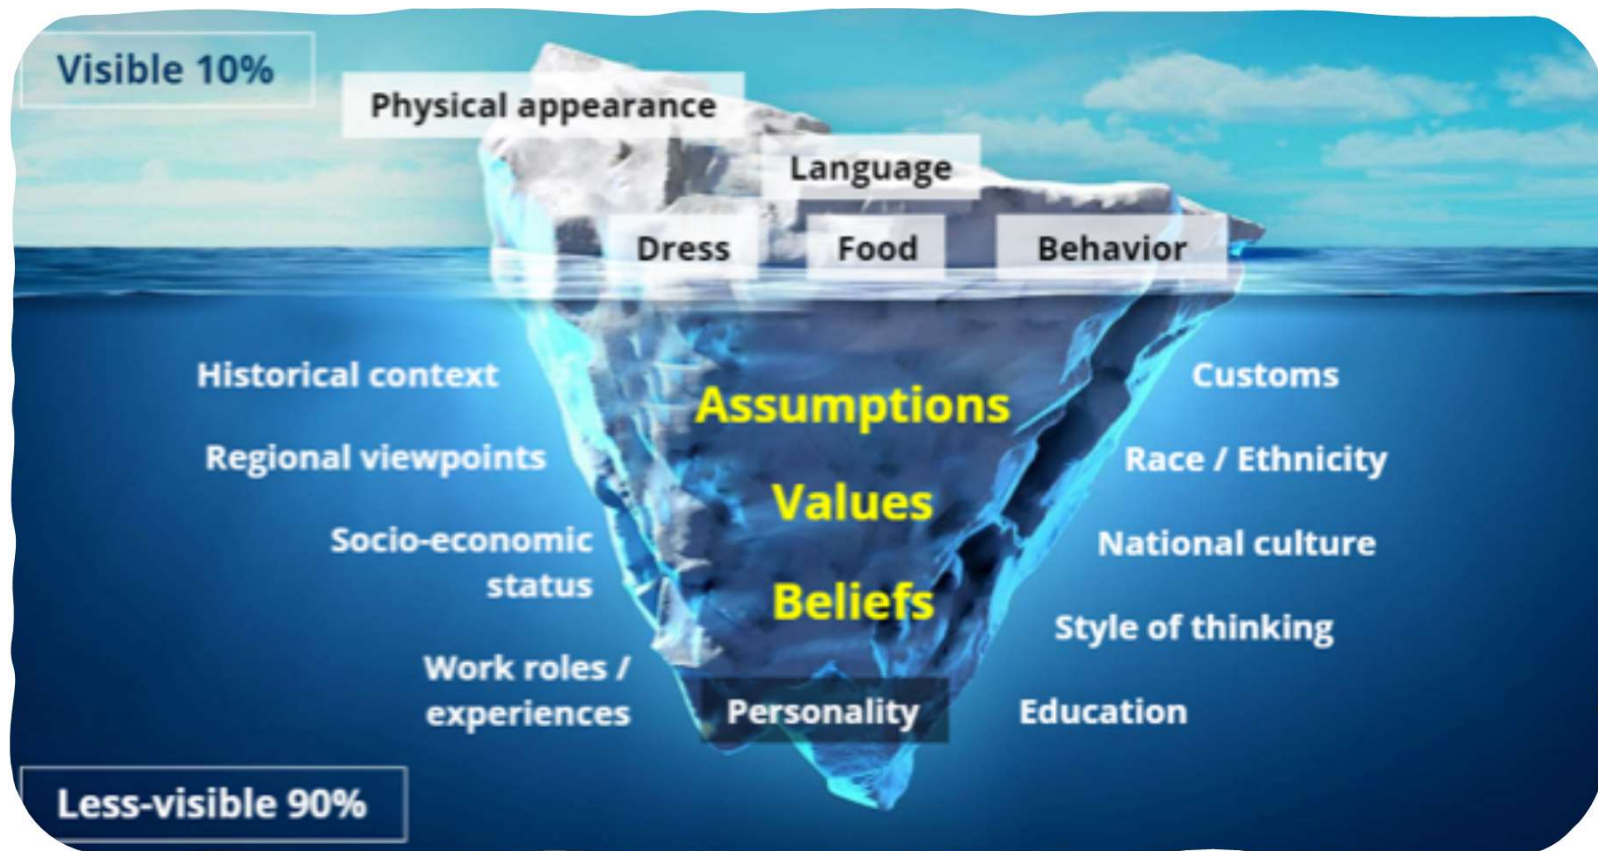 Visible 10%
Physical appearance
Language
Dress
Food
Behavior
Historical context
Customs
Assumptions
Regional viewpoints
Race / Ethnicity
Values
Socio-economic
status
National culture
Beliefs
Style of thinking
Work roles /
experiences
Personality
Education
Less-visible 90%